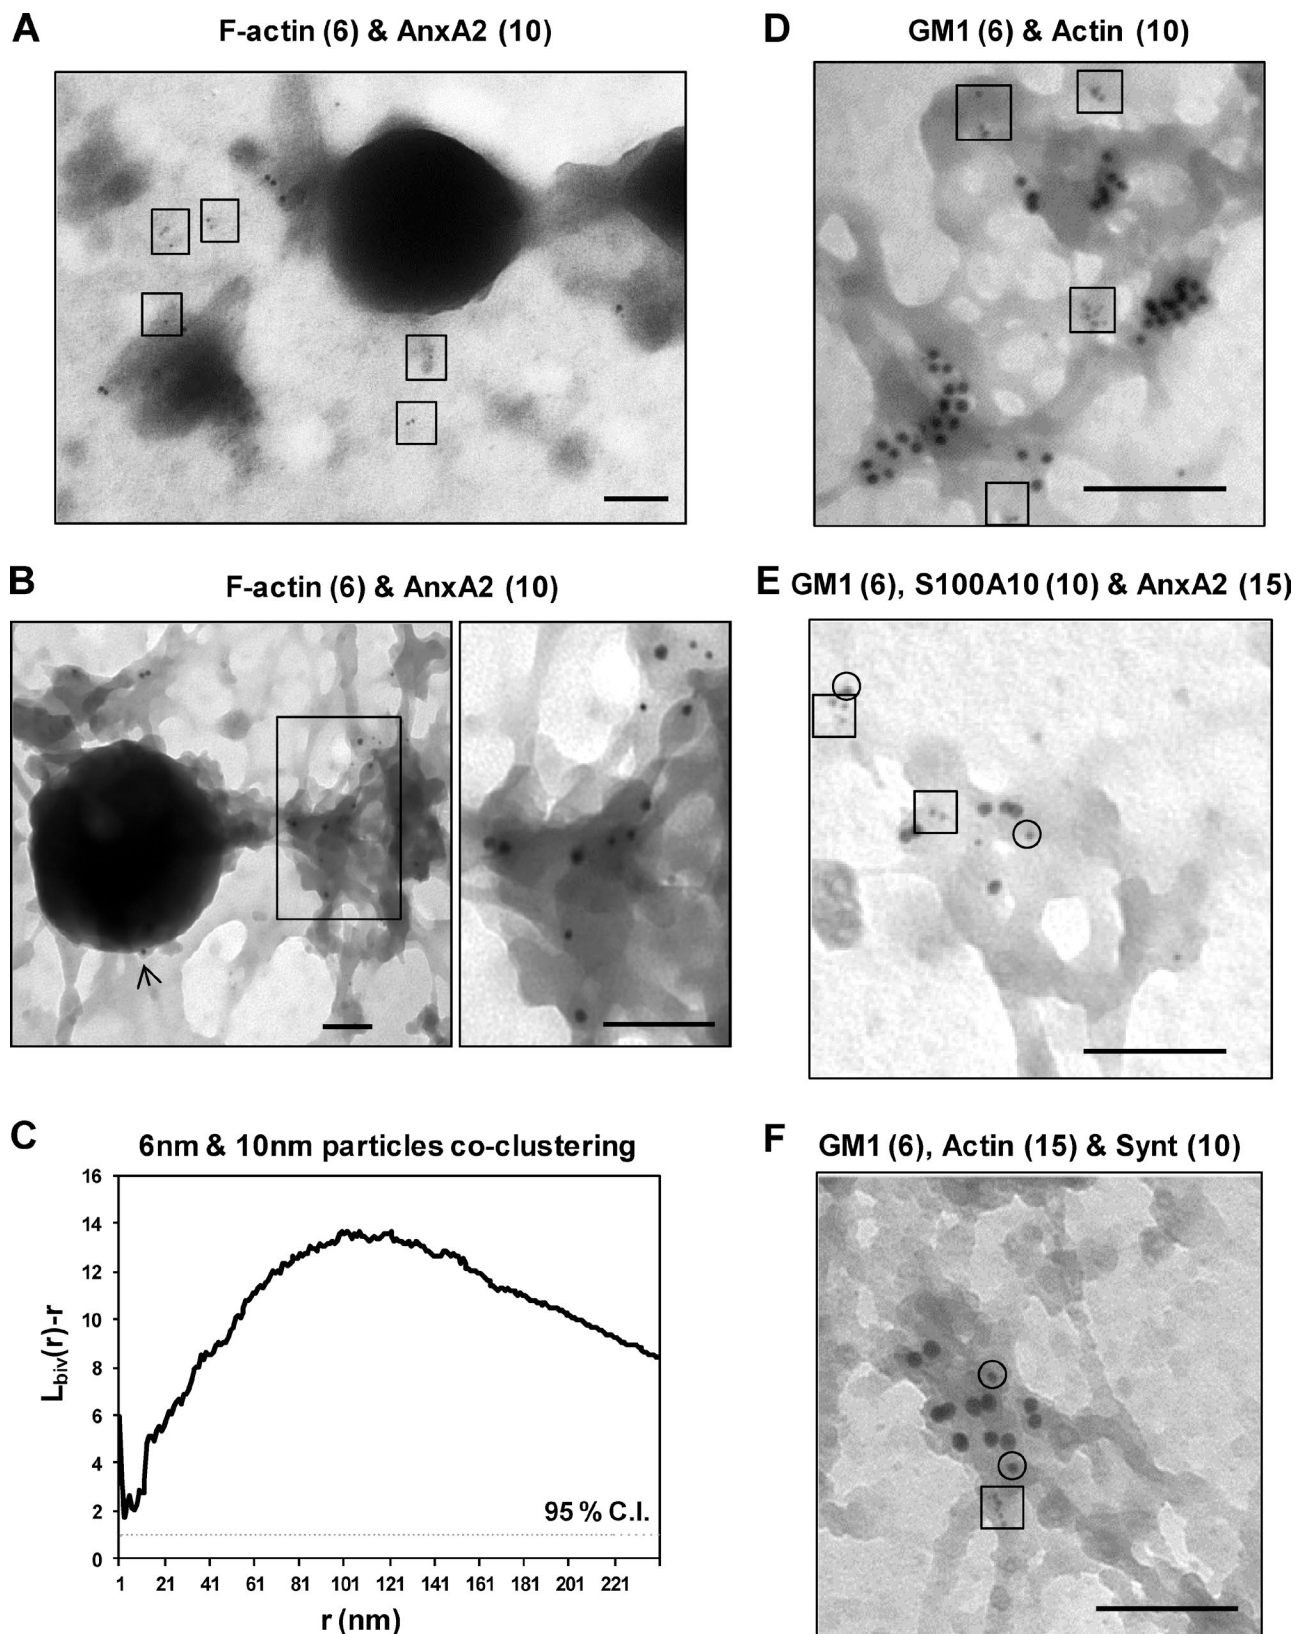 A F-actin (6) & AnxA2 (10)
B F-actin (6) & AnxA2 (10)
C 6nm & 10nm particles co-clustering
16
14
12
10
8
6
4
2
0
Lbiv(r)-r
95 % C.I.
1 21 41 61 81 101 121 141 161 181 201 221
r (nm)
D GM1 (6) & Actin (10)
E GM1 (6), S100A10 (10) & AnxA2 (15)
F GM1 (6), Actin (15) & Synt (10)